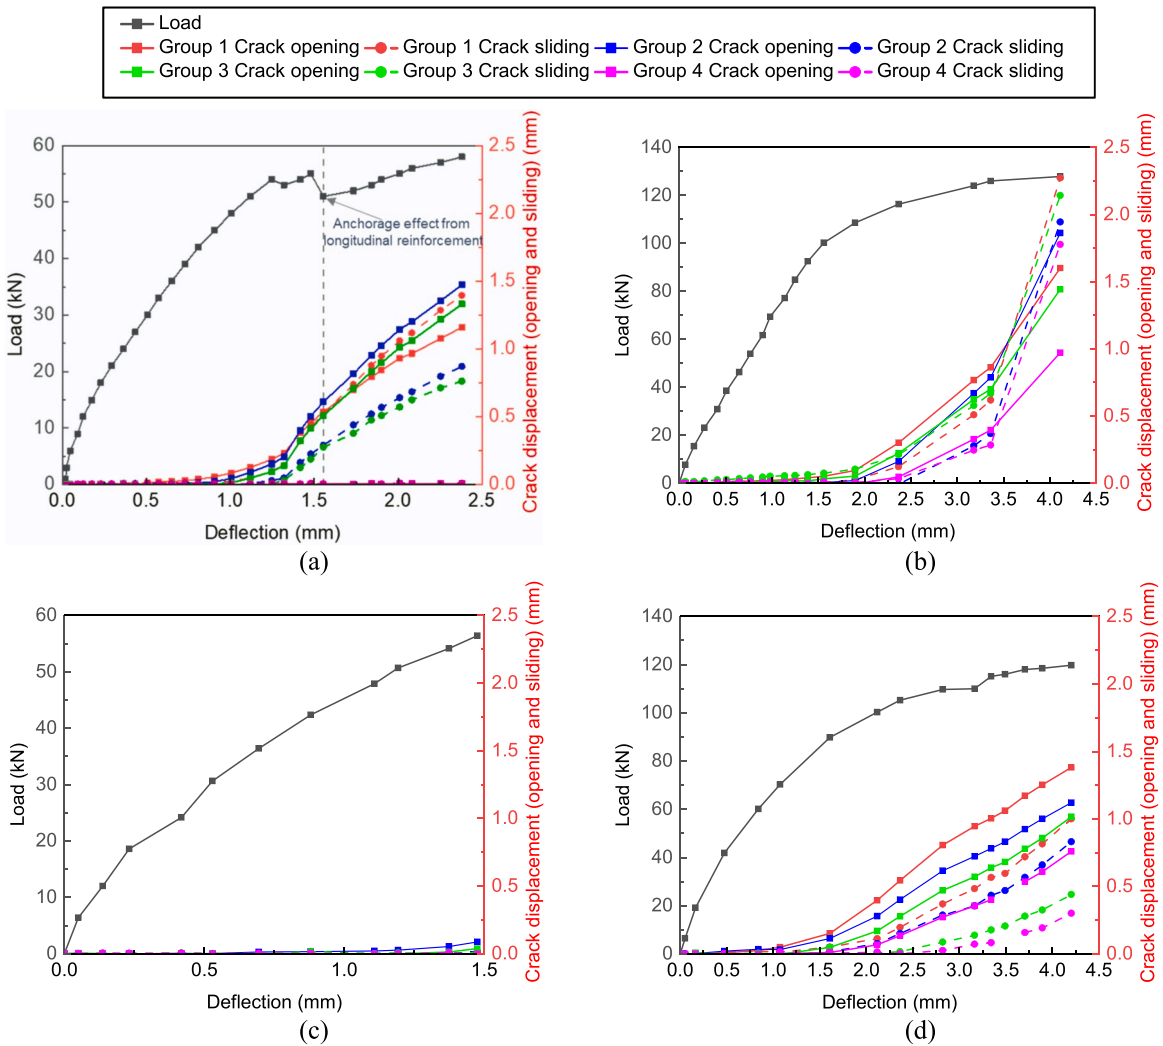 Load
Group 1 Crack opening Group 1 Crack sliding Group 2 Crack opening Group 2 Crack sliding
Group 3 Crack opening Group 3 Crack sliding Group 4 Crack opening Group 4 Crack sliding
60
50
40
30
20
10
0
Load (kN)
2.5
2.0
1.5
1.0
0.5
0.0
Crack displacement (opening and sliding) (mm)
Anchorage effect from
longitudinal reinforcement
0.0 0.5 1.0 1.5 2.0 2.5
Deflection (mm)
(a)
140
120
100
80
60
40
20
0
Load (kN)
2.5
2.0
1.5
1.0
0.5
0.0
Crack displacement (opening and sliding) (mm)
0.0 0.5 1.0 1.5 2.0 2.5 3.0 3.5 4.0 4.5
Deflection (mm)
(b)
60
50
40
30
20
10
0
Load (kN)
2.5
2.0
1.5
1.0
0.5
0.0
Crack displacement (opening and sliding) (mm)
0.0 0.5 1.0 1.5
Deflection (mm)
(c)
140
120
100
80
60
40
20
0
Load (kN)
2.5
2.0
1.5
1.0
0.5
0.0
Crack displacement (opening and sliding) (mm)
0.0 0.5 1.0 1.5 2.0 2.5 3.0 3.5 4.0 4.5
Deflection (mm)
(d)